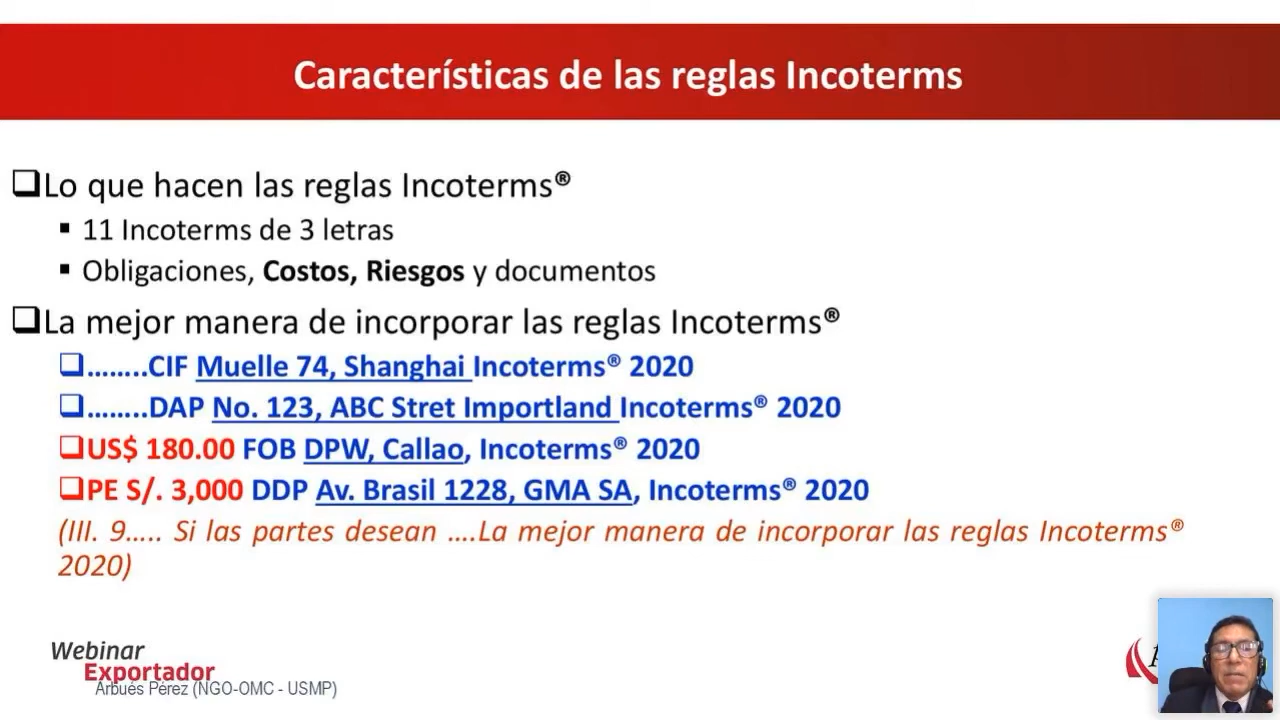 Características de las reglas Incoterms
Lo que hacen las reglas Incoterms®
11 Incoterms de 3 letras
Obligaciones, Costos, Riesgos y documentos
La mejor manera de incorporar las reglas Incoterms®
........CIF Muelle 74, Shanghai Incoterms® 2020
........DAP No. 123, ABC Stret Importland Incoterms® 2020
US$ 180.00 FOB DPW, Callao, Incoterms® 2020
PE S/. 3,000 DDP Av. Brasil 1228, GMA SA, Incoterms® 2020
(III. 9..... Si las partes desean ....La mejor manera de incorporar las reglas Incoterms®
2020)
Webinar
Exportador
Arbués Pérez (NGO-OMC - USMP)